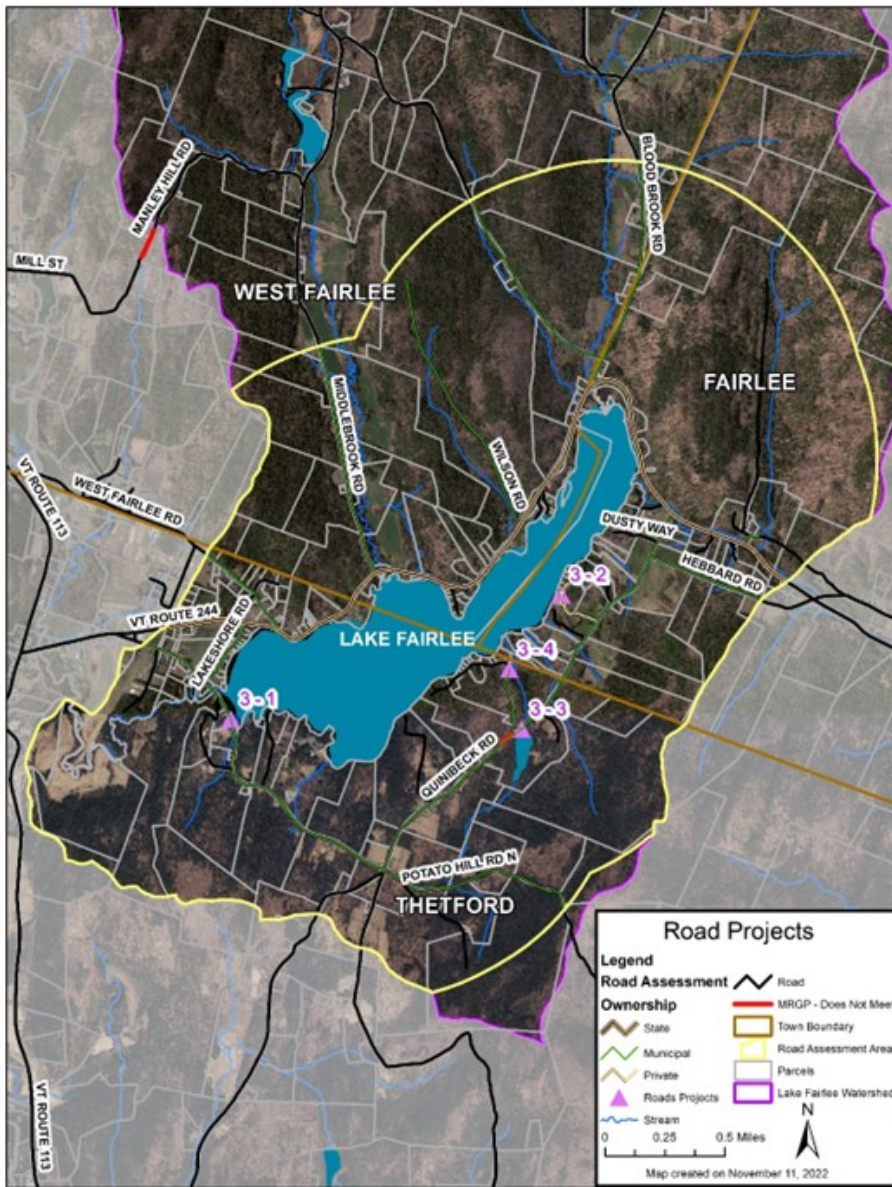 BLOOD BROOK RD
MANLEY HILL RD
MILL ST
WEST FAIRLEE
FAIRLEE
MIDDLEBROOK RD
WILSON RD
VT ROUTE 113
WEST FAIRLEE RD
DUSTY WAY
HEBBARD RD
3 - 2
VT ROUTE 244
LAKESHORE RD
LAKE FAIRLEE
3 - 4
3 - 1
3 - 3
QUINIBECK RD
POTATO HILL RD N
THETFORD
VT ROUTE 113
Road Projects
Legend
Road Assessment
Ownership
State
Municipal
Private
Roads Projects
Stream
Road
MRGP - Does Not Meet
Town Boundary
Road Assessment Area
Parcels
Lake Fairlee Watershed
N
0 0.25 0.5 Miles
Map created on November 11, 2022